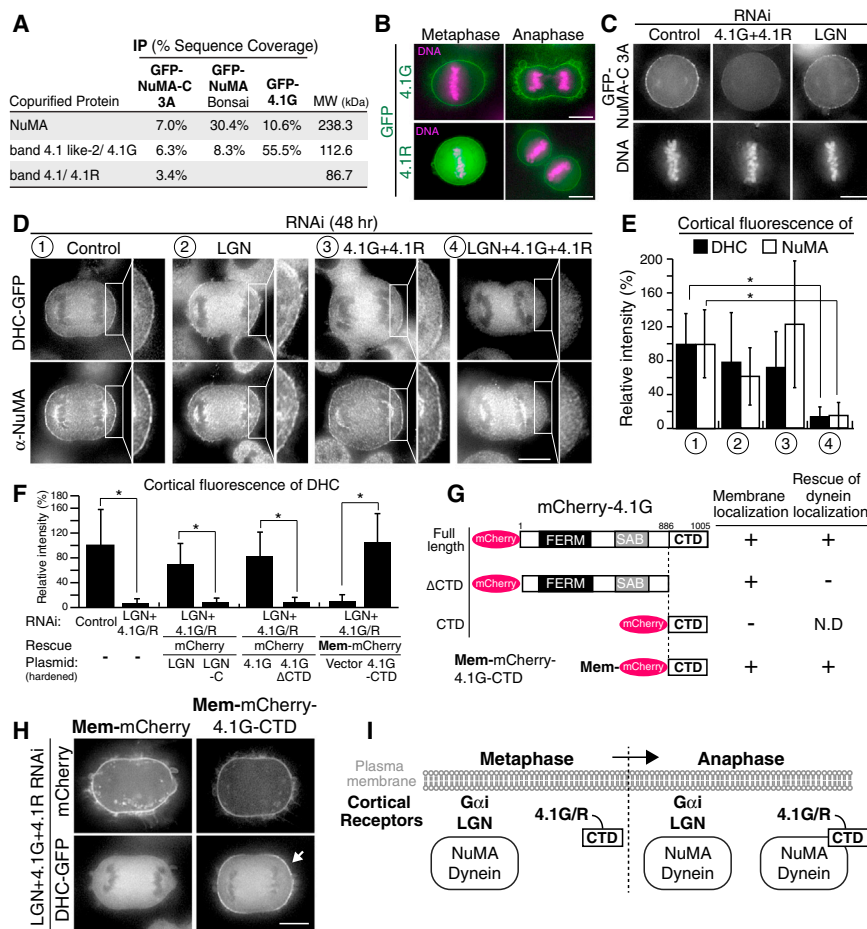 A
IP (% Sequence Coverage)
Copurified Protein GFP-NuMA-C 3A GFP-NuMA Bonsai GFP-4.1G MW (kDa)
NuMA 7.0% 30.4% 10.6% 238.3
band 4.1 like-2/ 4.1G 6.3% 8.3% 55.5% 112.6
band 4.1/ 4.1R 3.4% 86.7
B
Metaphase Anaphase
GFP
4.1G
DNA
4.1R
DNA
C
RNAi
Control 4.1G+4.1R LGN
GFP-NuMA-C 3A
DNA
D
RNAi (48 hr)
1 Control 2 LGN 3 4.1G+4.1R 4 LGN+4.1G+4.1R
DHC-GFP
α-NuMA
E
Cortical fluorescence of
DHC NuMA
Relative intensity (%)
200
160
120
80
40
0
* *
1 2 3 4
F
Cortical fluorescence of DHC
Relative intensity (%)
180
160
120
80
40
0
* * * *
RNAi: Control LGN+4.1G/R LGN+4.1G/R LGN+4.1G/R LGN+4.1G/R
Rescue mCherry mCherry Mem-mCherry
Plasmid: - - LGN LGN-C 4.1G 4.1G ΔCTD Vector 4.1G-CTD
(hardened)
G
mCherry-4.1G
Membrane localization Rescue of dynein localization
1 886 1005
Full length mCherry FERM SAB CTD + +
ΔCTD mCherry FERM SAB + -
CTD mCherry CTD - N.D
Mem-mCherry-4.1G-CTD Mem- mCherry CTD + +
H
Mem-mCherry Mem-mCherry-4.1G-CTD
LGN+4.1G+4.1R RNAi
mCherry
DHC-GFP
I
Metaphase Anaphase
Plasma membrane
Cortical Receptors
Gαi LGN 4.1G/R CTD Gαi LGN 4.1G/R CTD
NuMA Dynein NuMA Dynein NuMA Dynein